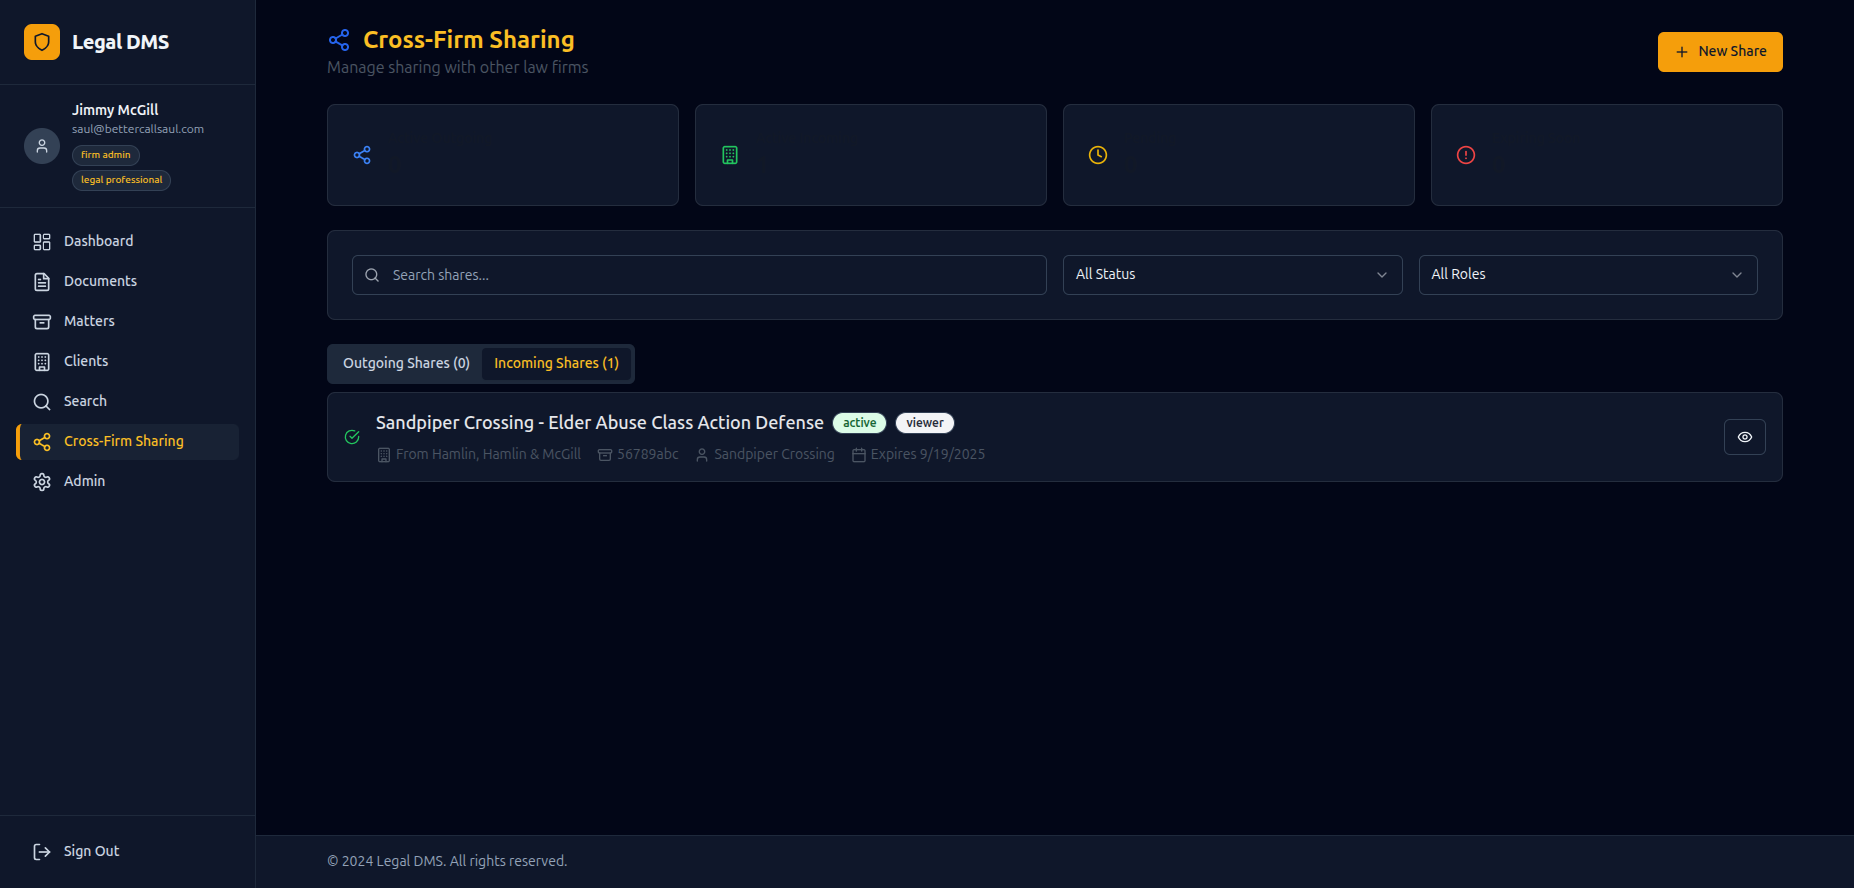 Legal DMS
Jimmy McGill
saul@bettercallsaul.com
firm admin
legal professional
Dashboard
Documents
Matters
Clients
Search
Cross-Firm Sharing
Admin
Sign Out
Cross-Firm Sharing
Manage sharing with other law firms
New Share
Search shares...
All Status
All Roles
Outgoing Shares (0)
Incoming Shares (1)
Sandpiper Crossing - Elder Abuse Class Action Defense active viewer
From Hamlin, Hamlin & McGill 56789abc Sandpiper Crossing Expires 9/19/2025
© 2024 Legal DMS. All rights reserved.